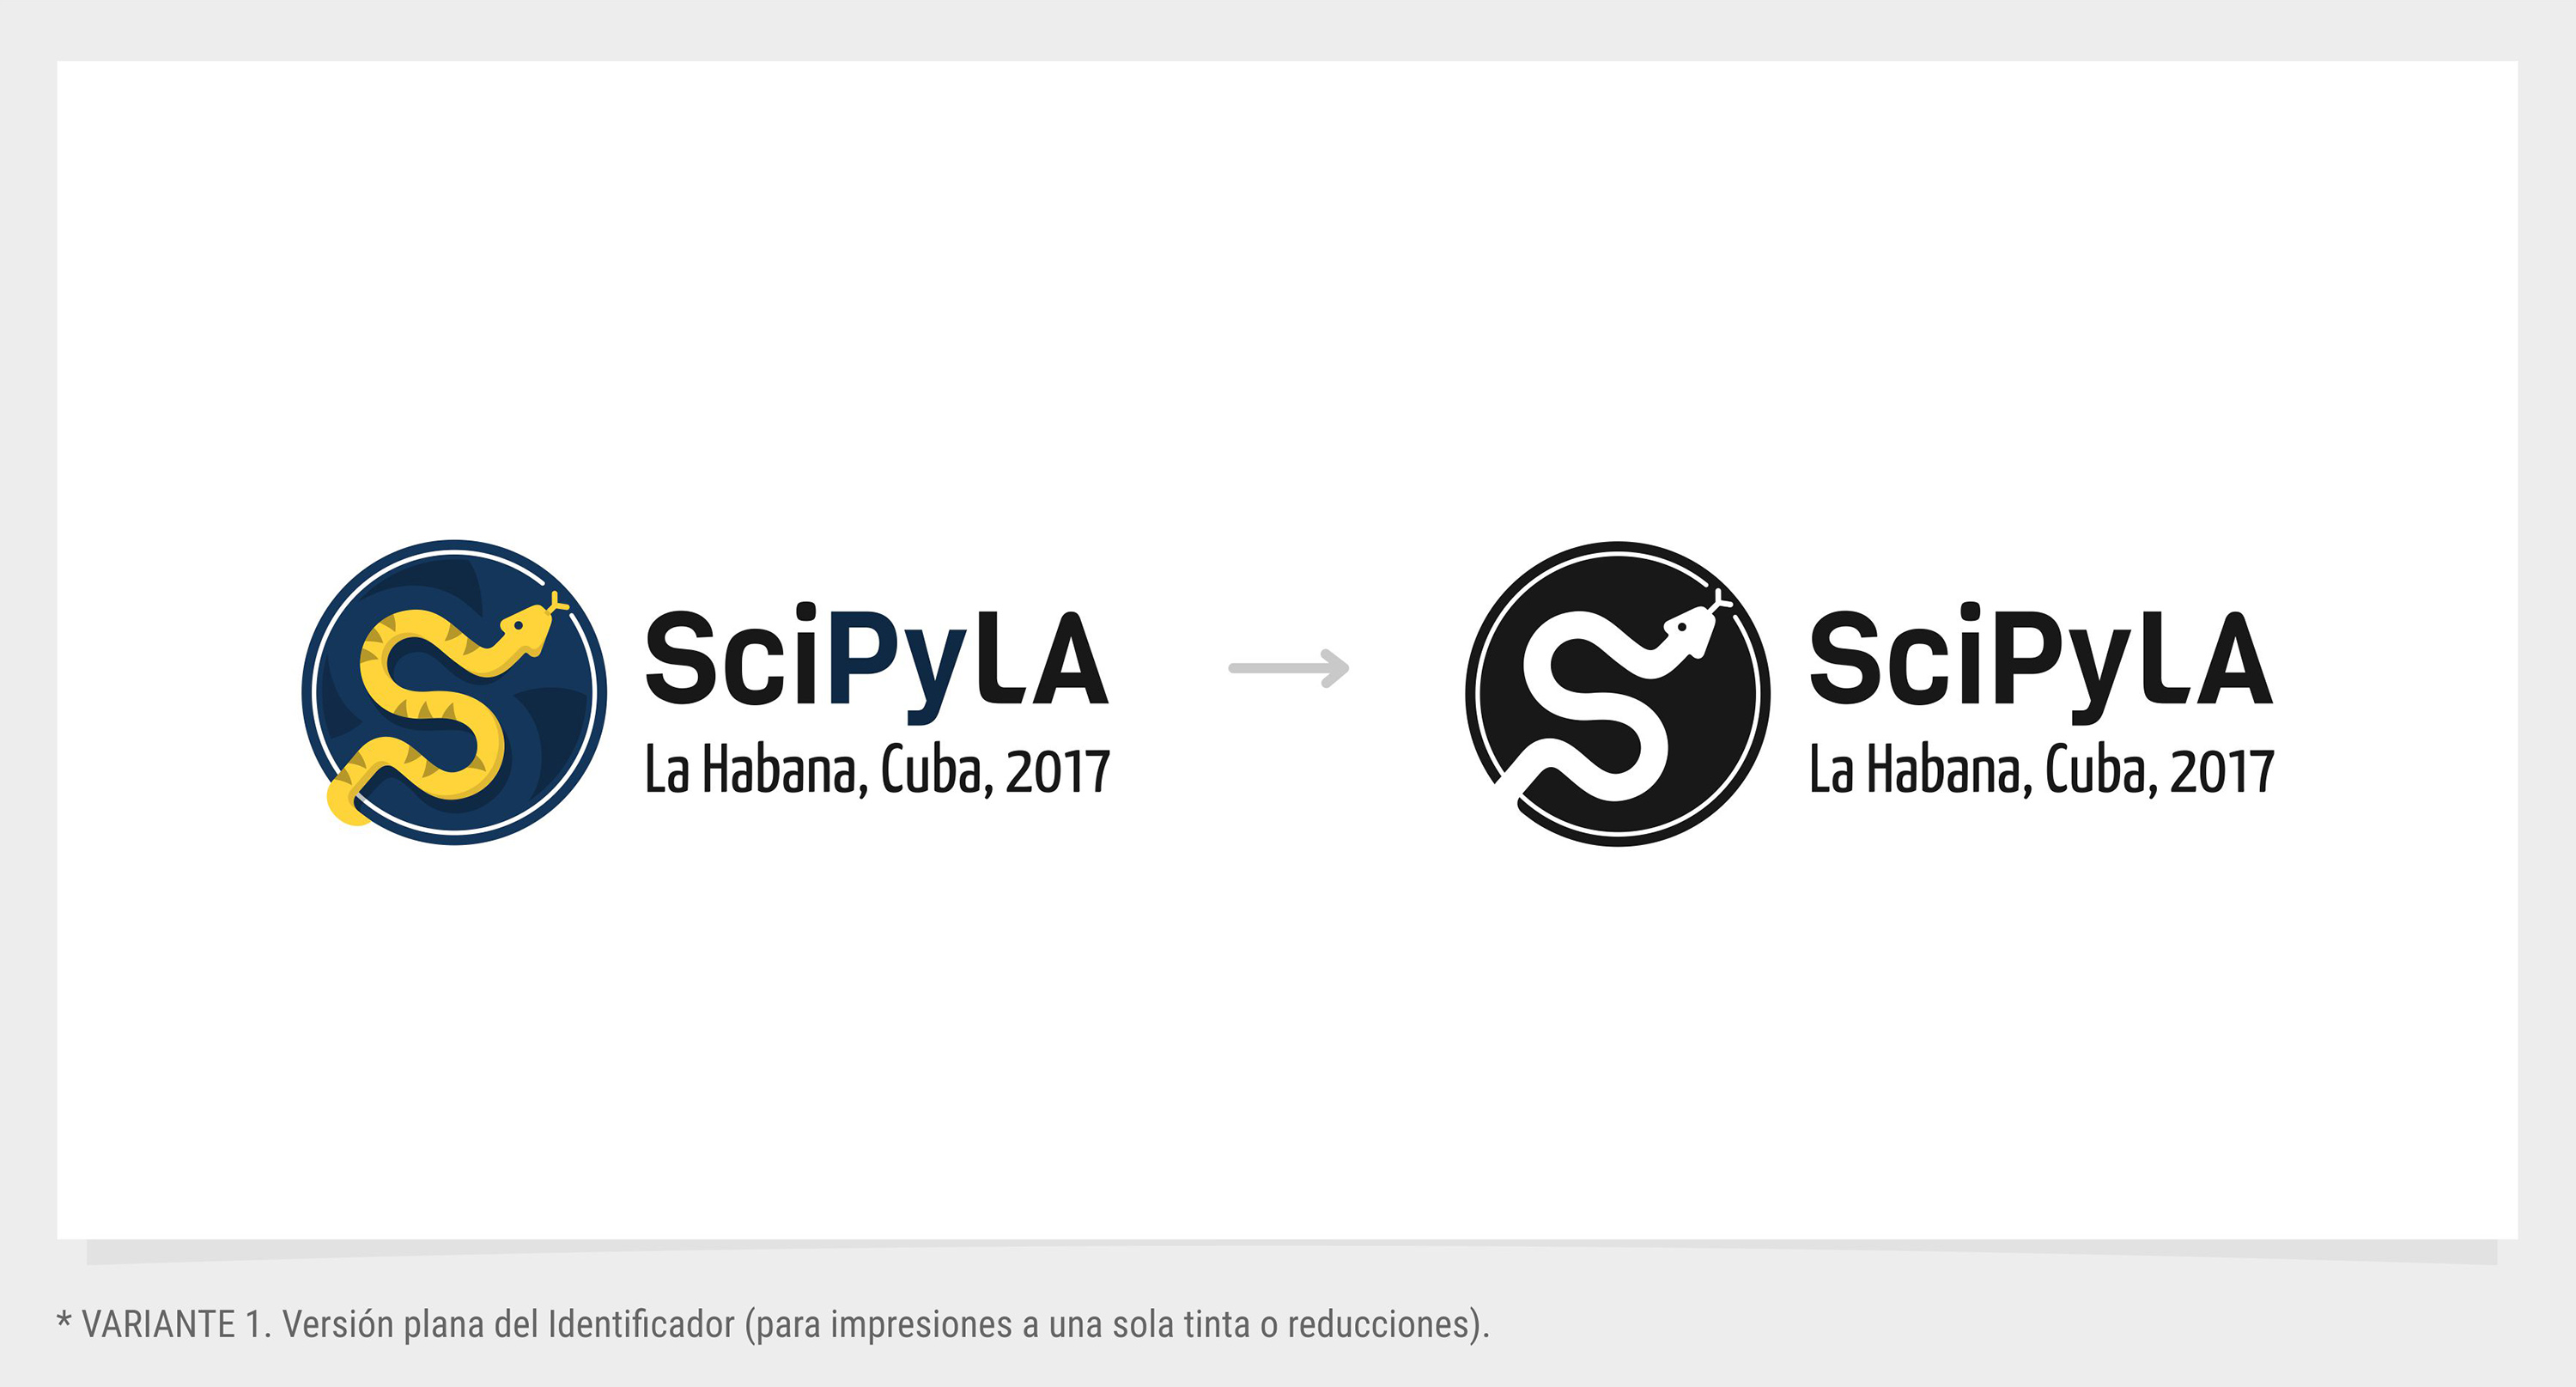 SciPyLA
La Habana, Cuba, 2017
SciPyLA
La Habana, Cuba, 2017
* VARIANTE 1. Versión plana del Identificador (para impresiones a una sola tinta o reducciones).